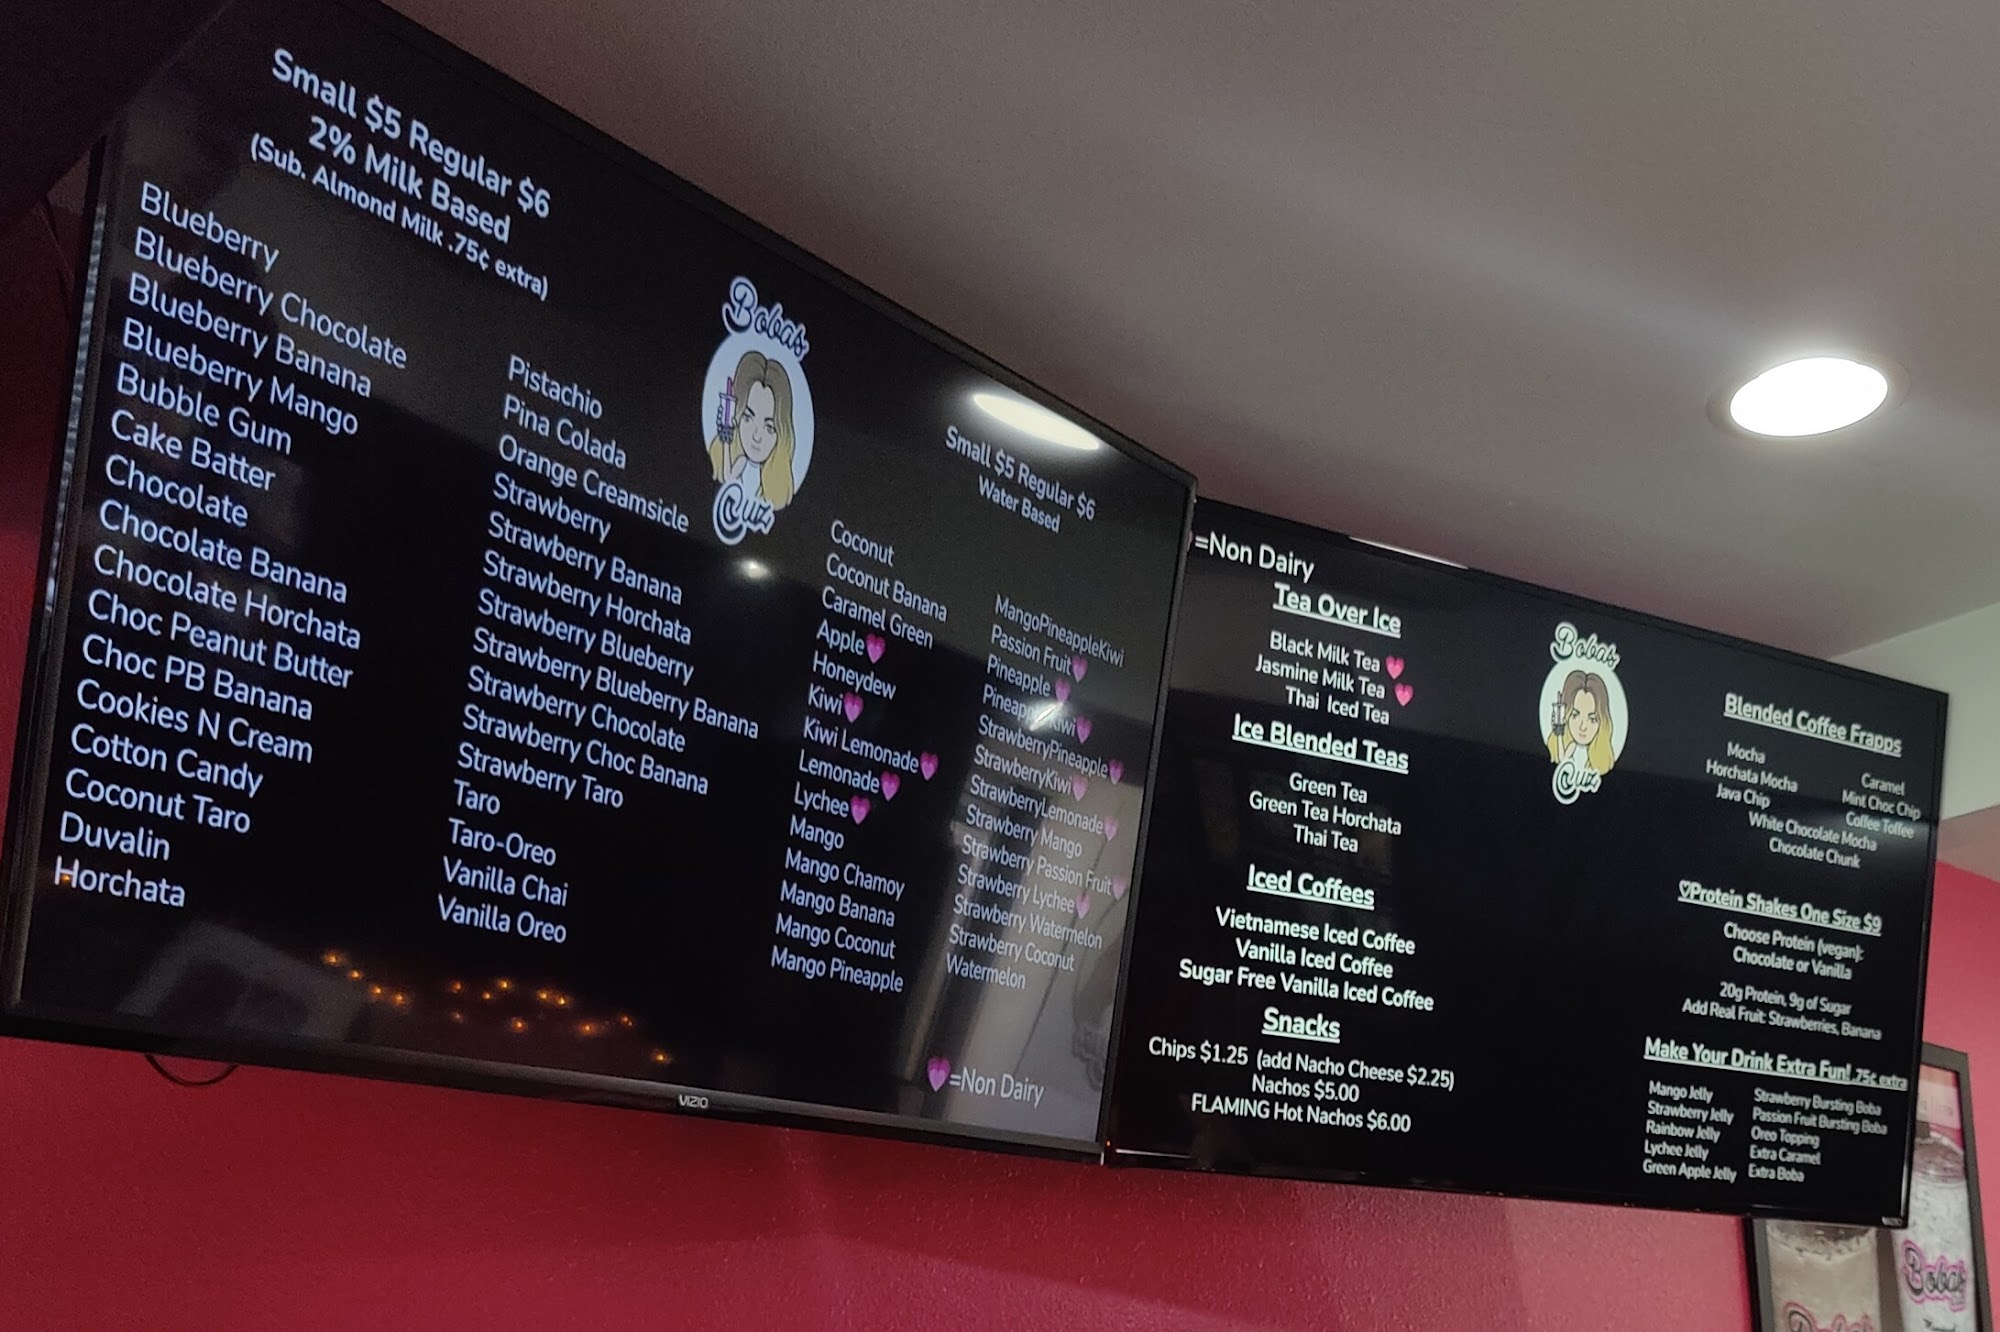 Small $5 Regular $6
2% Milk Based
(Sub. Almond Milk .75¢ extra)
Blueberry
Blueberry Chocolate
Blueberry Banana
Blueberry Mango
Bubble Gum
Cake Batter
Chocolate
Chocolate Banana
Chocolate Horchata
Choc Peanut Butter
Choc PB Banana
Cookies N Cream
Cotton Candy
Coconut Taro
Duvalin
Horchata
Pistachio
Pina Colada
Orange Creamsicle
Strawberry
Strawberry Banana
Strawberry Horchata
Strawberry Blueberry
Strawberry Blueberry Banana
Strawberry Chocolate
Strawberry Choc Banana
Strawberry Taro
Taro
Taro-Oreo
Vanilla Chai
Vanilla Oreo
Boba's
Cuz
Small $5 Regular $6
Water Based
Coconut
Coconut Banana
Caramel Green
Apple💗
Honeydew
Kiwi💗
Kiwi Lemonade💗
Lemonade💗
Lychee💗
Mango
Mango Chamoy
Mango Banana
Mango Coconut
Mango Pineapple
MangoPineappleKiwi
Passion Fruit💗
Pineapple 💗
Pineapple Kiwi💗
StrawberryPineapple💗
StrawberryKiwi💗
StrawberryLemonade💗
Strawberry Mango
Strawberry Passion Fruit💗
Strawberry Lychee💗
Strawberry Watermelon
Strawberry Coconut
Watermelon
💗=Non Dairy
VIZIO
=Non Dairy
Tea Over Ice
Black Milk Tea 💗
Jasmine Milk Tea 💗
Thai Iced Tea
Ice Blended Teas
Green Tea
Green Tea Horchata
Thai Tea
Iced Coffees
Vietnamese Iced Coffee
Vanilla Iced Coffee
Sugar Free Vanilla Iced Coffee
Snacks
Chips $1.25 (add Nacho Cheese $2.25)
Nachos $5.00
FLAMING Hot Nachos $6.00
Boba's
Cuz
Blended Coffee Frapps
Mocha
Horchata Mocha
Java Chip
Caramel
Mint Choc Chip
Coffee Toffee
White Chocolate Mocha
Chocolate Chunk
♡Protein Shakes One Size $9
Choose Protein (vegan):
Chocolate or Vanilla
20g Protein, 9g of Sugar
Add Real Fruit: Strawberries, Banana
Make Your Drink Extra Fun! .75¢ extra
Mango Jelly
Strawberry Jelly
Rainbow Jelly
Lychee Jelly
Green Apple Jelly
Strawberry Bursting Boba
Passion Fruit Bursting Boba
Oreo Topping
Extra Caramel
Extra Boba
VIZIO
Boba's